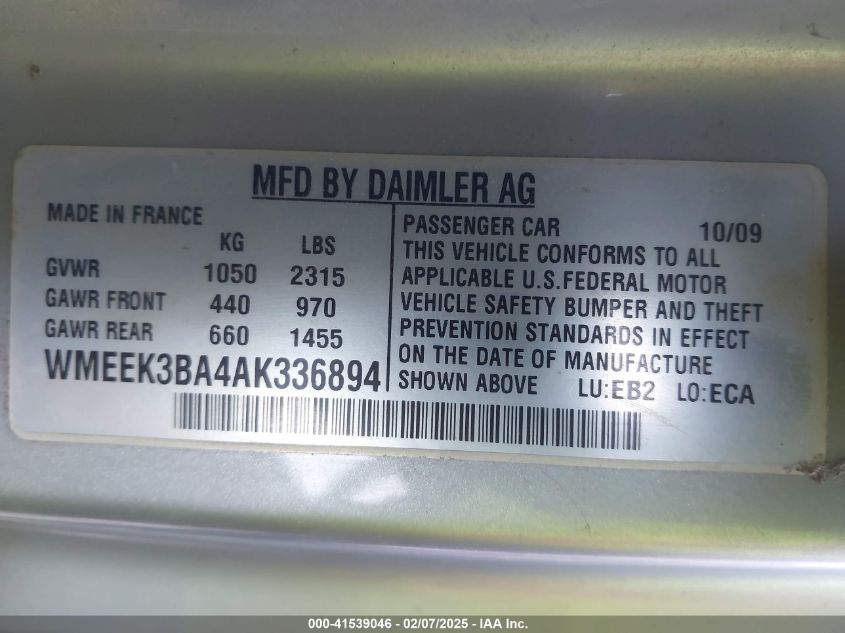 MFD BY DAIMLER AG
MADE IN FRANCE
KG LBS
GVWR 1050 2315
GAWR FRONT 440 970
GAWR REAR 660 1455
WMEEK3BA4AK336894
PASSENGER CAR 10/09
THIS VEHICLE CONFORMS TO ALL
APPLICABLE U.S.FEDERAL MOTOR
VEHICLE SAFETY BUMPER AND THEFT
PREVENTION STANDARDS IN EFFECT
ON THE DATE OF MANUFACTURE
SHOWN ABOVE LU:EB2 LO:ECA
000-41539046 - 02/07/2025 - IAA Inc.